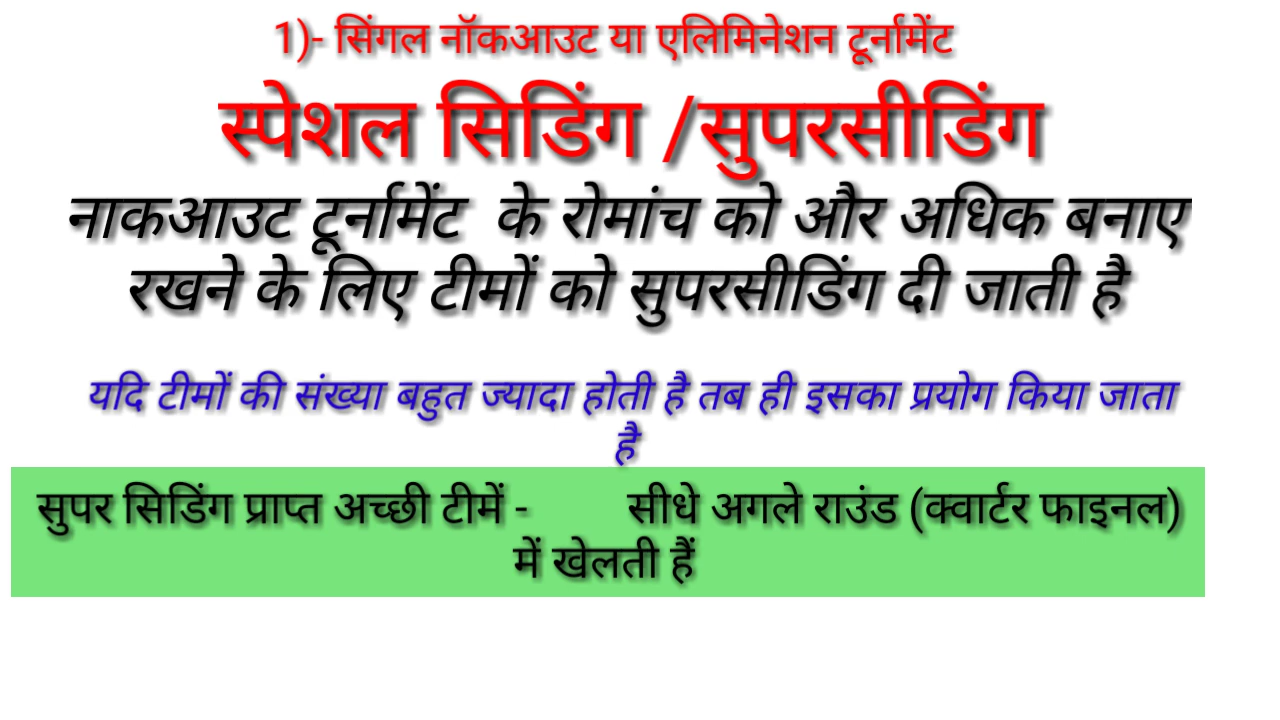 1)- सिंगल नॉकआउट या एलिमिनेशन टूर्नामेंट
स्पेशल सिडिंग /सुपरसीडिंग
नाकआउट टूर्नामेंट के रोमांच को और अधिक बनाए
रखने के लिए टीमों को सुपरसीडिंग दी जाती है
यदि टीमों की संख्या बहुत ज्यादा होती है तब ही इसका प्रयोग किया जाता
है
सुपर सिडिंग प्राप्त अच्छी टीमें - सीधे अगले राउंड (क्वार्टर फाइनल)
में खेलती हैं